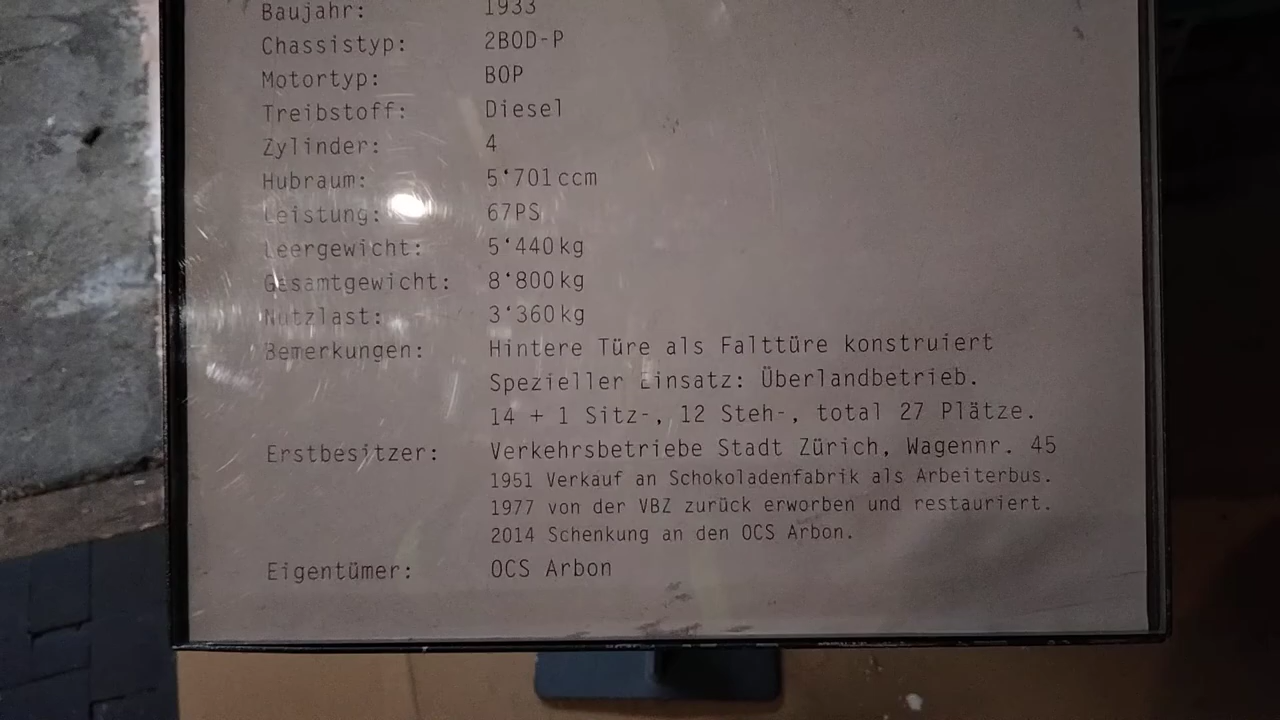 Baujahr: 1933
Chassistyp: 2BOD-P
Motortyp: BOP
Treibstoff: Diesel
Zylinder: 4
Hubraum: 5‘701 ccm
Leistung: 67PS
Leergewicht: 5‘440 kg
Gesamtgewicht: 8‘800 kg
Nutzlast: 3‘360 kg
Bemerkungen: Hintere Türe als Falttüre konstruiert
Spezieller Einsatz: Überlandbetrieb.
14 + 1 Sitz-, 12 Steh-, total 27 Plätze.
Erstbesitzer: Verkehrsbetriebe Stadt Zürich, Wagennr. 45
1951 Verkauf an Schokoladenfabrik als Arbeiterbus.
1977 von der VBZ zurück erworben und restauriert.
2014 Schenkung an den OCS Arbon.
Eigentümer: OCS Arbon